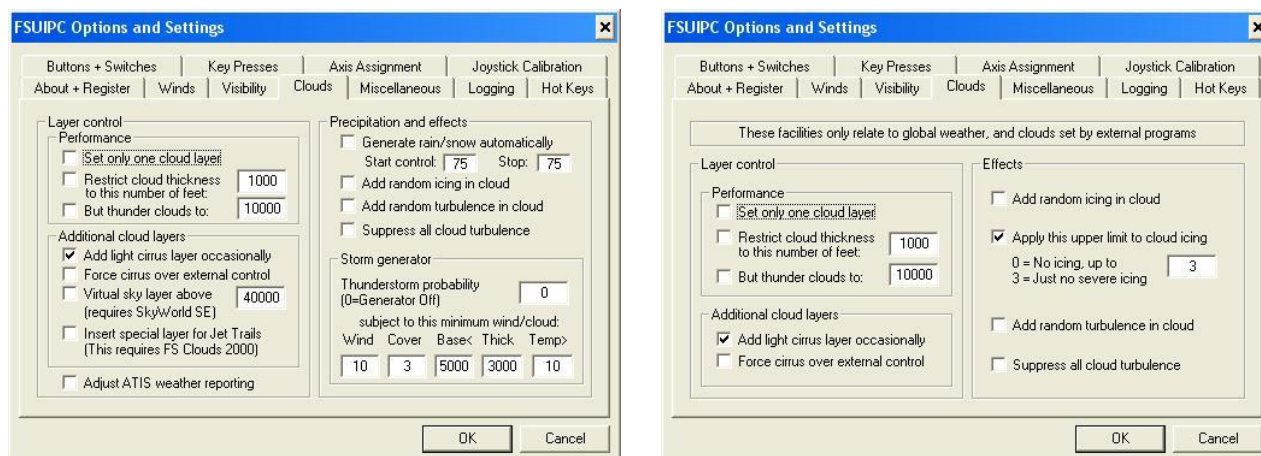 FSUIPC Options and Settings
Buttons + Switches Key Presses Axis Assignment Joystick Calibration
About + Register Winds Visibility Clouds Miscellaneous Logging Hot Keys
Layer control
Performance
Set only one cloud layer
Restrict cloud thickness
to this number of feet:
1000
But thunder clouds to: 10000
Additional cloud layers
Add light cirrus layer occasionally
Force cirrus over external control
Virtual sky layer above
(requires SkyWorld SE)
40000
Insert special layer for Jet Trails
(This requires FS Clouds 2000)
Adjust ATIS weather reporting
Precipitation and effects
Generate rain/snow automatically
Start control: 75 Stop: 75
Add random icing in cloud
Add random turbulence in cloud
Suppress all cloud turbulence
Storm generator
Thunderstorm probability
(0=Generator Off)
0
subject to this minimum wind/cloud:
Wind Cover Base< Thick Temp>
10 3 5000 3000 10
OK Cancel
FSUIPC Options and Settings
Buttons + Switches Key Presses Axis Assignment Joystick Calibration
About + Register Winds Visibility Clouds Miscellaneous Logging Hot Keys
These facilities only relate to global weather, and clouds set by external programs
Layer control
Performance
Set only one cloud layer
Restrict cloud thickness
to this number of feet:
1000
But thunder clouds to: 10000
Additional cloud layers
Add light cirrus layer occasionally
Force cirrus over external control
Effects
Add random icing in cloud
Apply this upper limit to cloud icing
0 = No icing, up to
3 = Just no severe icing
3
Add random turbulence in cloud
Suppress all cloud turbulence
OK Cancel